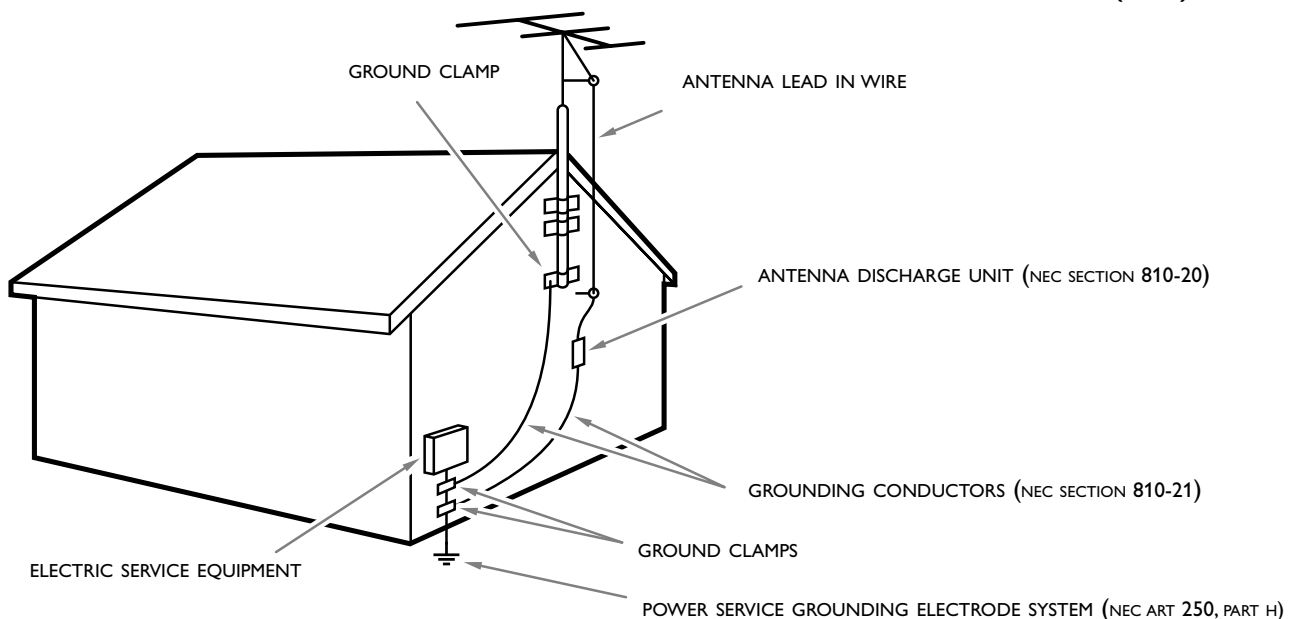 GROUND CLAMP
ANTENNA LEAD IN WIRE
ANTENNA DISCHARGE UNIT (NEC SECTION 810-20)
GROUNDING CONDUCTORS (NEC SECTION 810-21)
GROUND CLAMPS
ELECTRIC SERVICE EQUIPMENT
POWER SERVICE GROUNDING ELECTRODE SYSTEM (NEC ART 250, PART H)